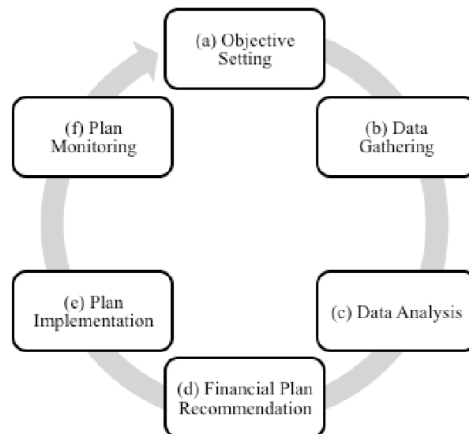 (a) Objective
Setting
(b) Data
Gathering
(c) Data Analysis
(d) Financial Plan
Recommendation
(e) Plan
Implementation
(f) Plan
Monitoring